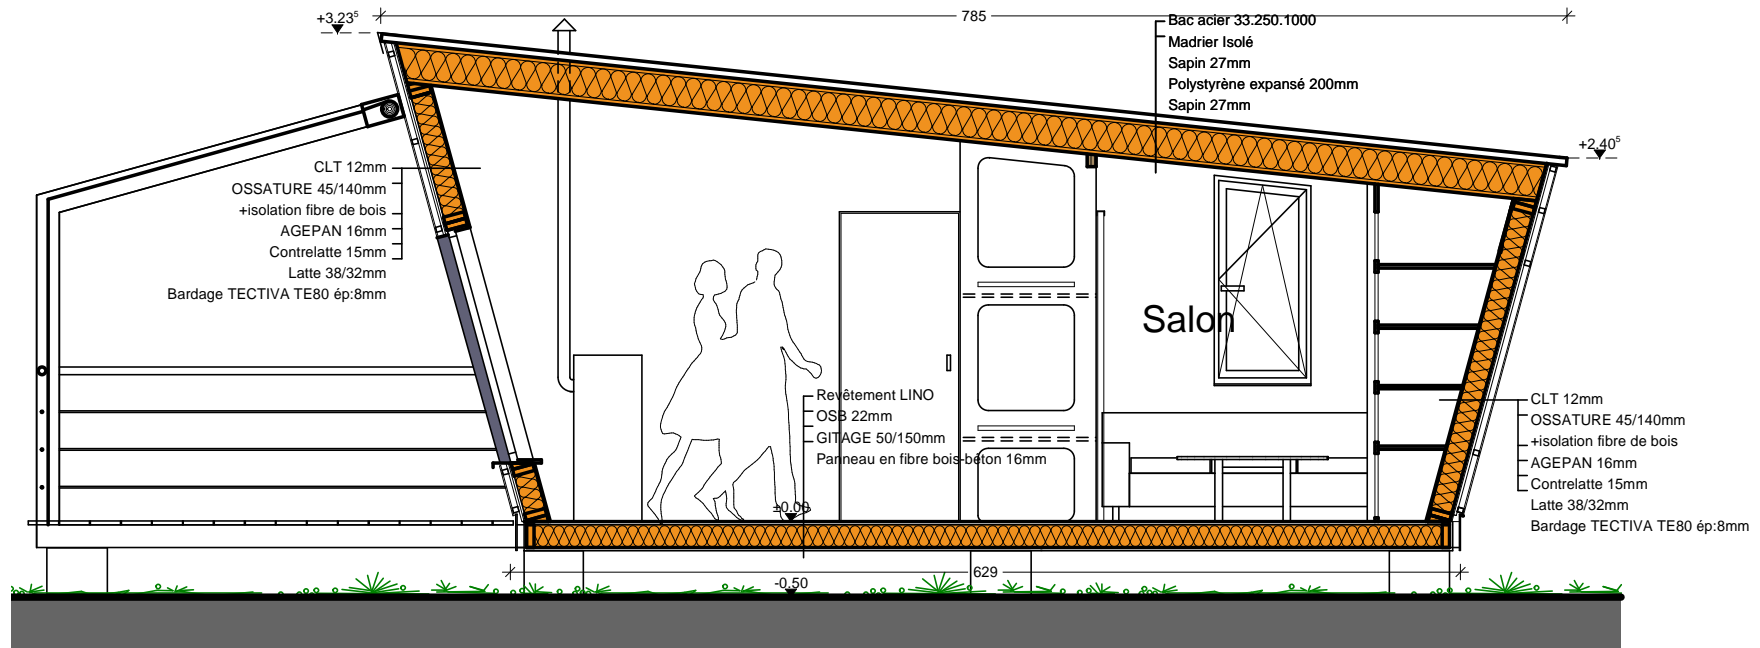 +3.23⁵
785
Bac acier 33.250.1000
Madrier Isolé
Sapin 27mm
Polystyrène expansé 200mm
Sapin 27mm
+2.40⁵
CLT 12mm
OSSATURE 45/140mm
+isolation fibre de bois
AGEPAN 16mm
Contrelatte 15mm
Latte 38/32mm
Bardage TECTIVA TE80 ép:8mm
Salon
Revêtement LINO
OSB 22mm
GITAGE 50/150mm
Panneau en fibre bois-béton 16mm
CLT 12mm
OSSATURE 45/140mm
+isolation fibre de bois
AGEPAN 16mm
Contrelatte 15mm
Latte 38/32mm
Bardage TECTIVA TE80 ép:8mm
±0.00
629
-0.50